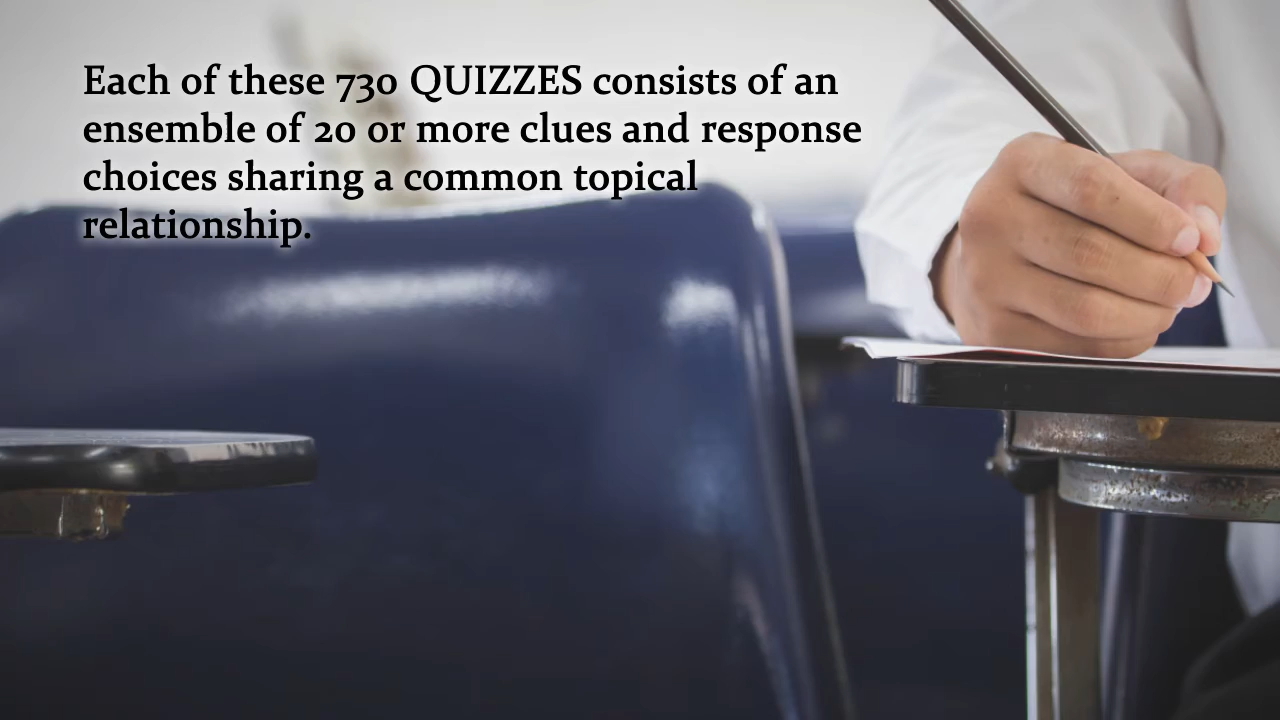 Each of these 730 QUIZZES consists of an
ensemble of 20 or more clues and response
choices sharing a common topical
relationship.